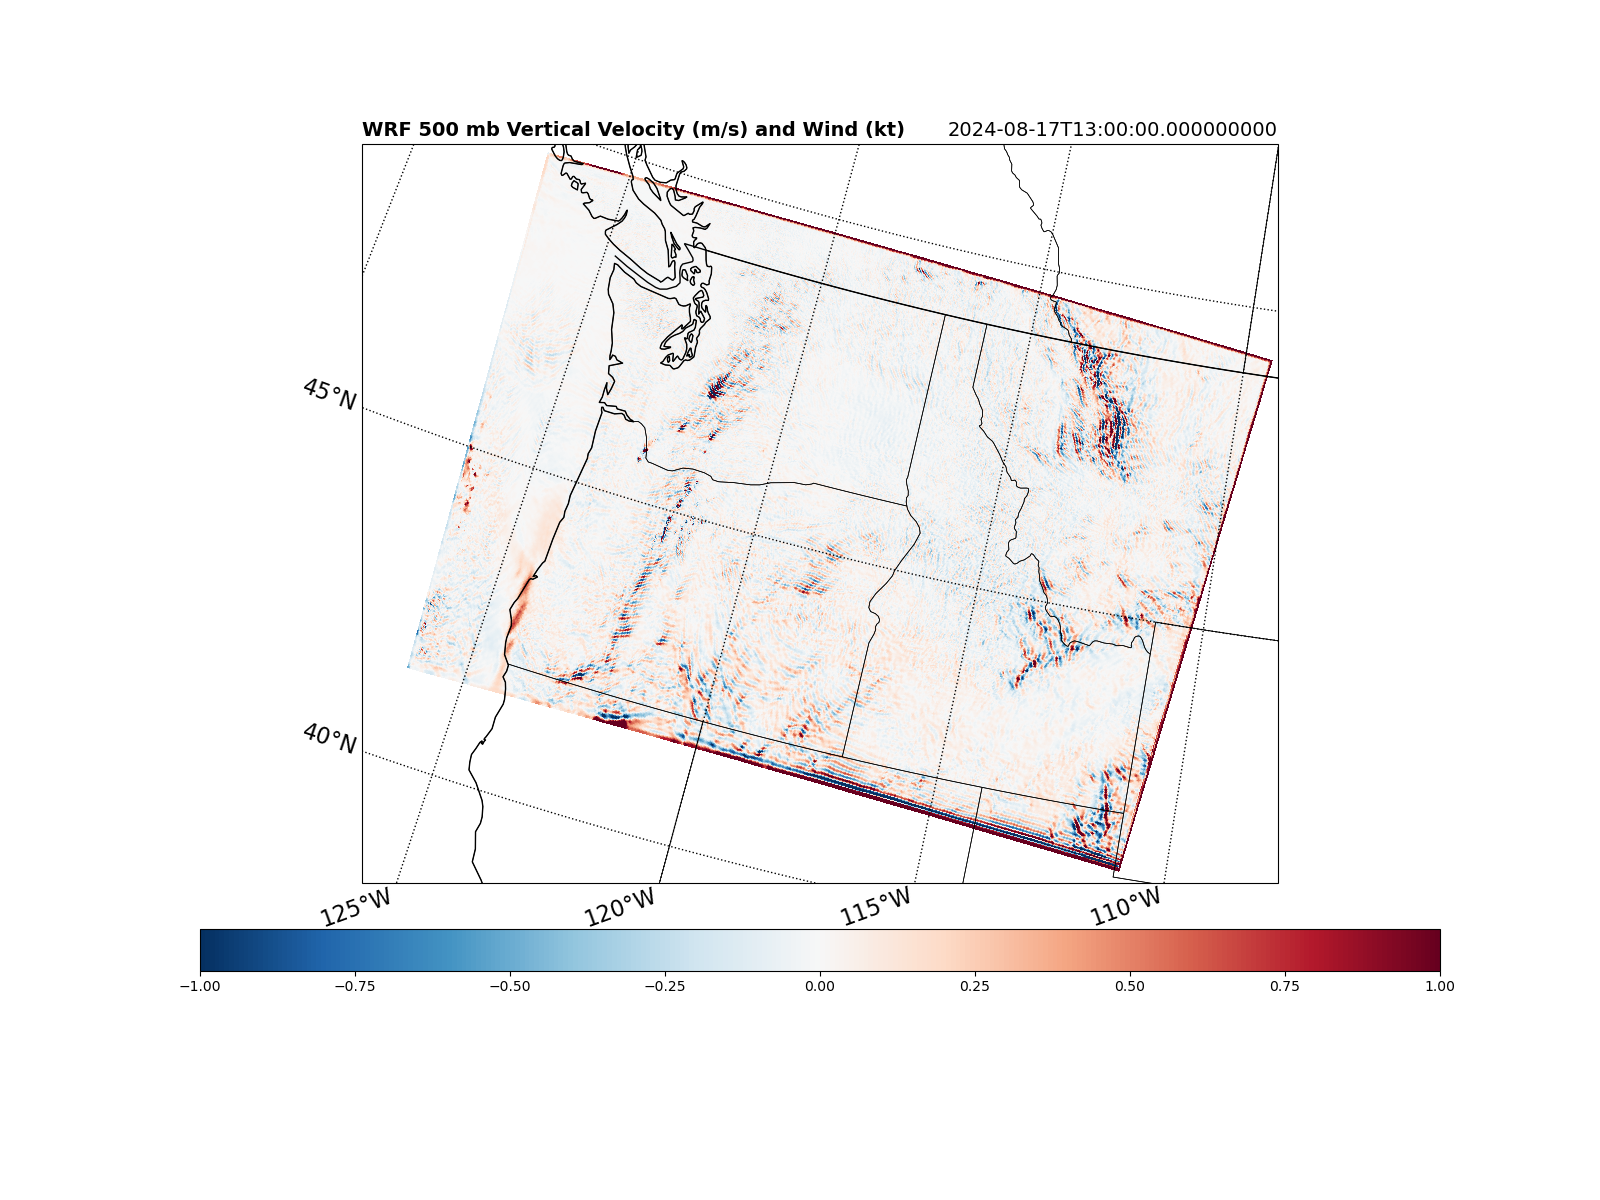 WRF 500 mb Vertical Velocity (m/s) and Wind (kt) 2024-08-17T13:00:00.000000000
45°N
40°N
125°W 120°W 115°W 110°W
−1.00 −0.75 −0.50 −0.25 0.00 0.25 0.50 0.75 1.00